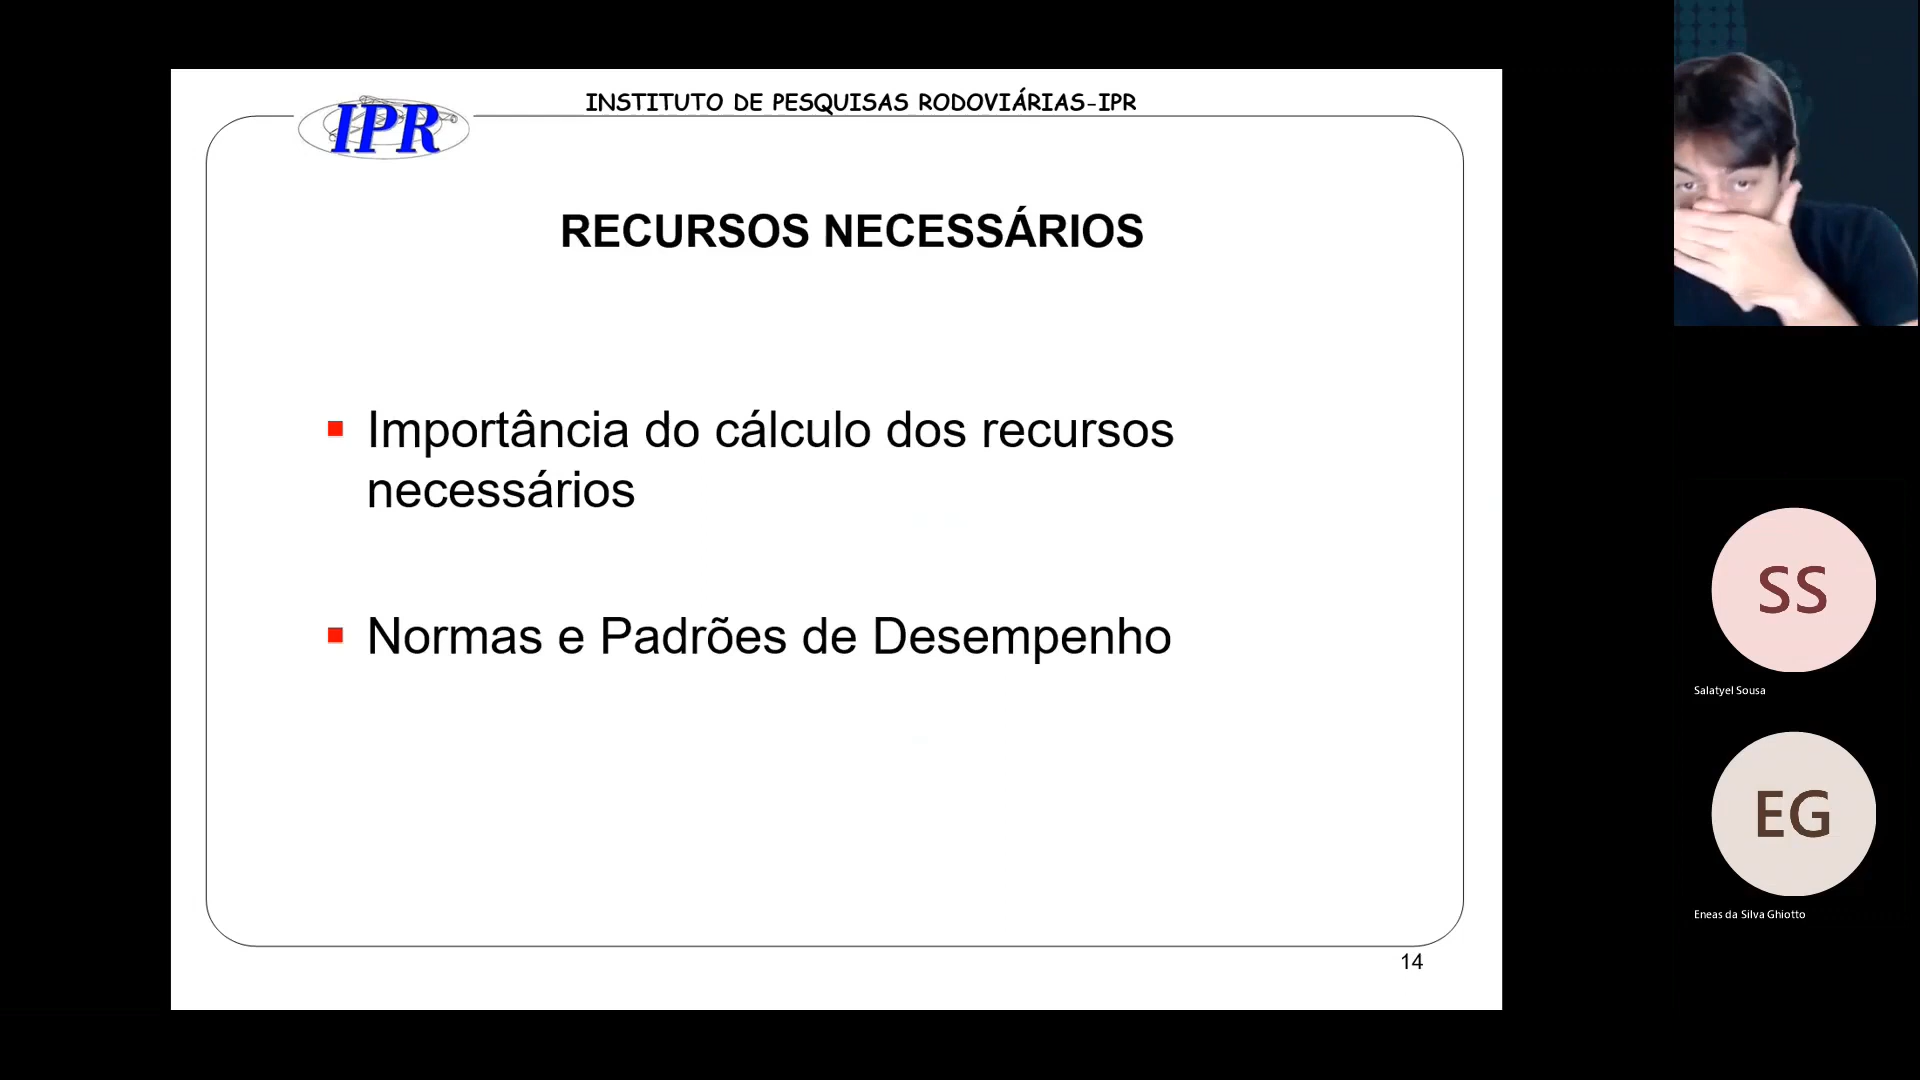 INSTITUTO DE PESQUISAS RODOVIÁRIAS-IPR
IPR
RECURSOS NECESSÁRIOS
Importância do cálculo dos recursos
necessários
Normas e Padrões de Desempenho
14
SS
Salatyel Sousa
EG
Eneas da Silva Ghiotto